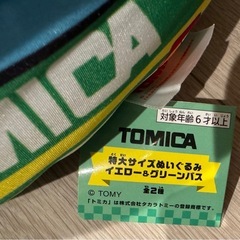 MICA
対象年齢6才以上
TOMICA
特大サイズぬいぐるみ
イエロー&グリーンバス
全2種
© TOMY
「トミカ」は株式会社タカラトミーの登録商標です。